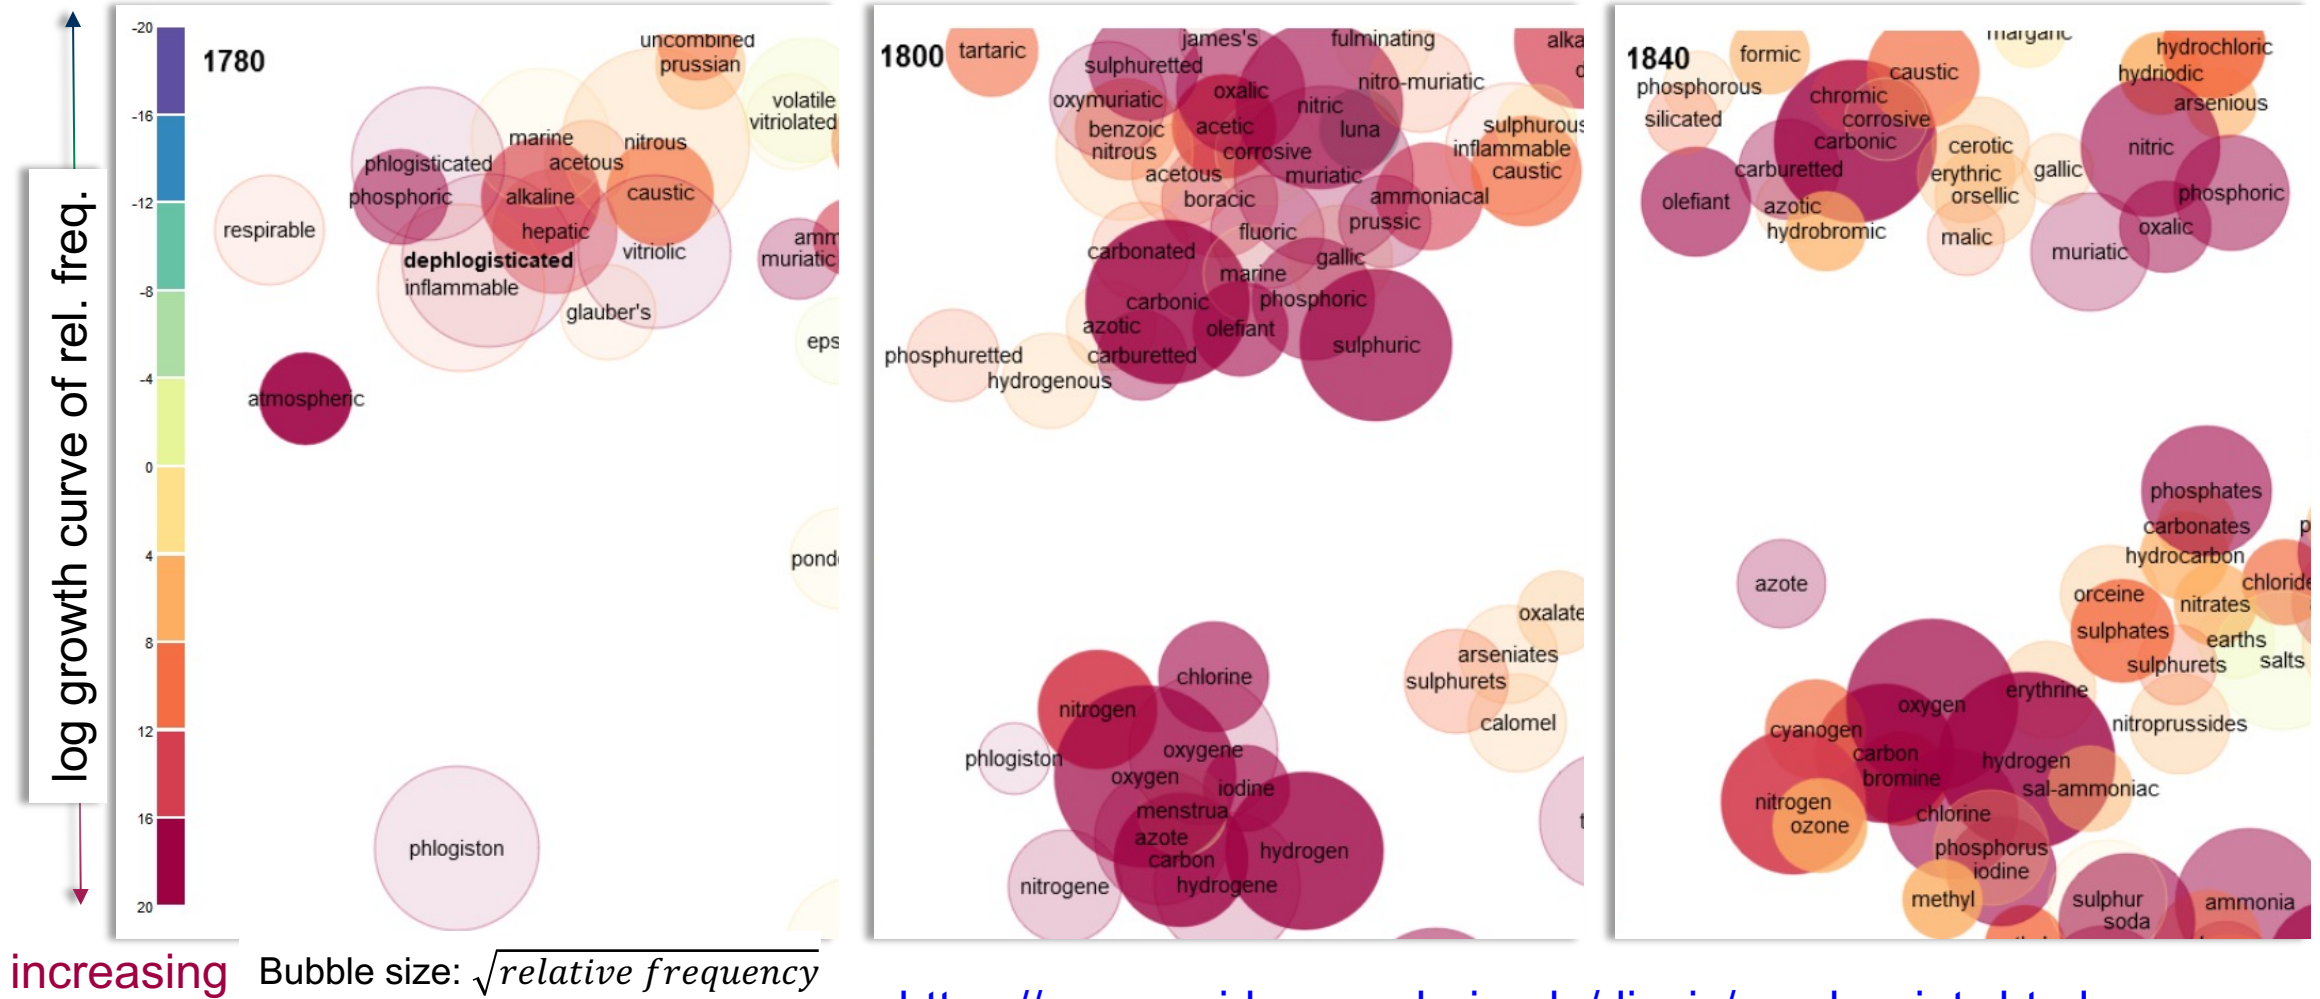 log growth curve of rel. freq.
-20
-16
-12
-8
-4
0
4
8
12
16
20
increasing
Bubble size: √relative frequency
1780
uncombined
prussian
volatile
vitriolated
marine
nitrous
acetous
phlogisticated
phosphoric
alkaline
caustic
respirable
hepatic
vitriolic
amm
muriatic
dephlogisticated
inflammable
glauber's
eps
atmospheric
pond
phlogiston
1800
tartaric
james's
fulminating
alka
sulphuretted
nitro-muriatic
oxymuriatic
oxalic
nitric
benzoic
acetic
luna
sulphurous
nitrous
corrosive
inflammable
acetous
muriatic
caustic
boracic
ammoniacal
prussic
fluoric
carbonated
gallic
marine
carbonic
phosphoric
azotic
olefiant
sulphuric
phosphuretted
carburetted
hydrogenous
oxalate
arseniates
chlorine
sulphurets
nitrogen
calomel
phlogiston
oxygene
oxygen
iodine
menstrua
azote
carbon
hydrogen
nitrogene
hydrogene
1840
formic
margaric
hydrochloric
phosphorous
caustic
hydriodic
chromic
arsenious
silicated
corrosive
carbonic
cerotic
nitric
carburetted
erythric
gallic
olefiant
orsellic
phosphoric
azotic
hydrobromic
malic
oxalic
muriatic
phosphates
carbonates
hydrocarbon
azote
chloride
orceine
nitrates
sulphates
earths
sulphurets
salts
erythrine
oxygen
nitroprussides
cyanogen
carbon
hydrogen
bromine
sal-ammoniac
nitrogen
chlorine
ozone
phosphorus
iodine
methyl
sulphur
ammonia
soda